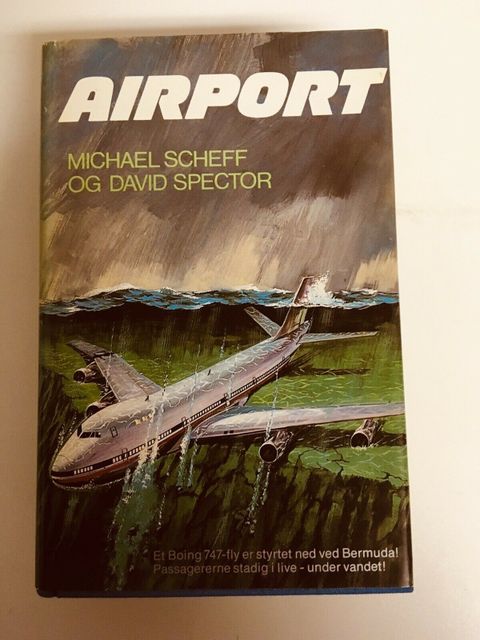 AIRPORT
MICHAEL SCHEFF
OG DAVID SPECTOR
Et Boing 747-fly er styrtet ned ved Bermuda!
Passagererne stadig i live - under vandet!